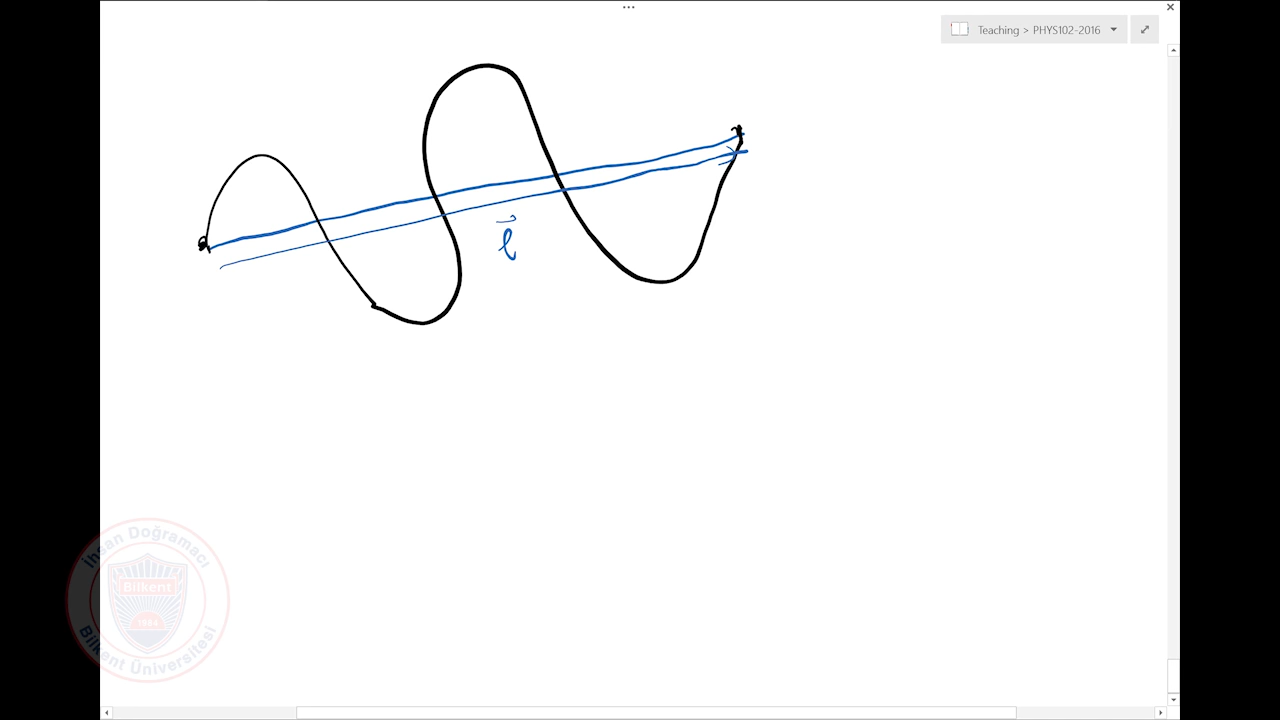 Teaching > PHYS102-2016
ℓ⃗
İhsan Doğramacı
Bilkent
1984
Bilkent Üniversitesi